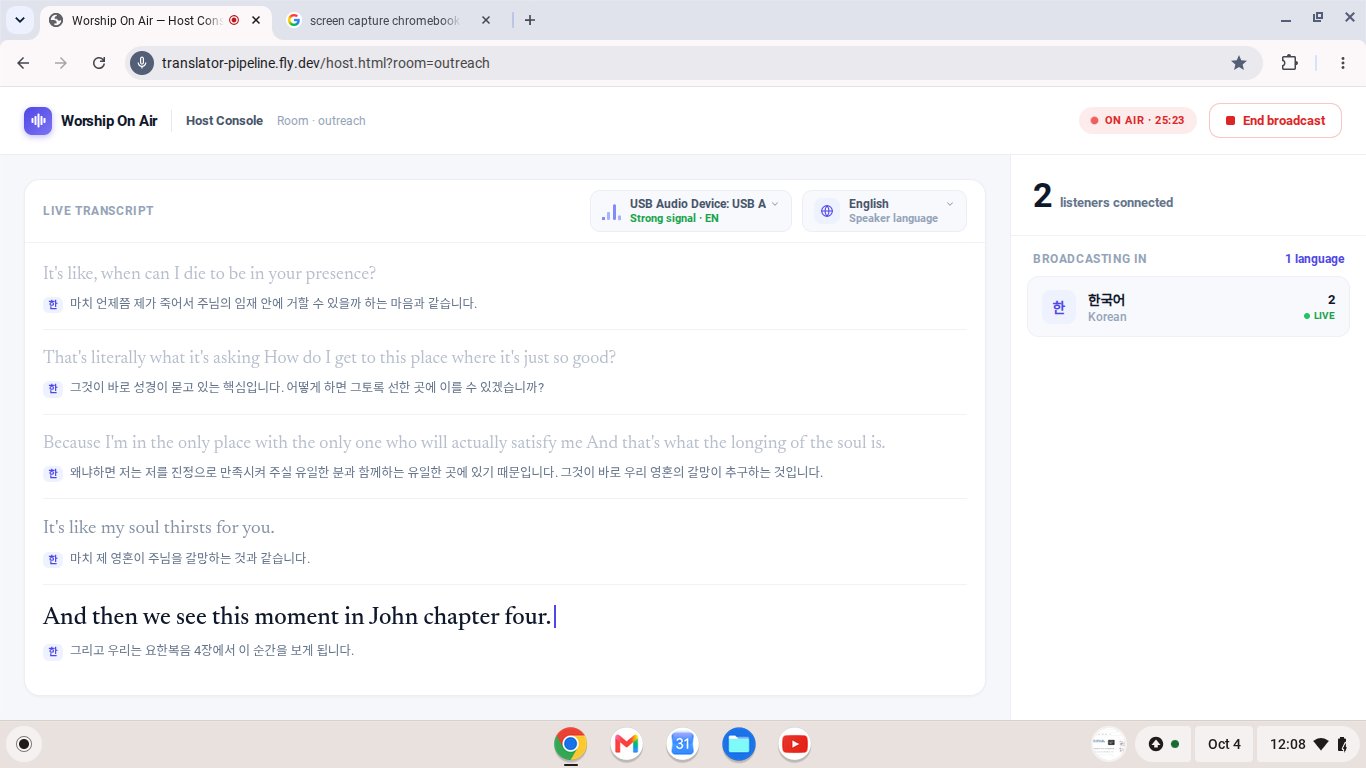 Worship On Air — Host Cons
screen capture chromebook
translator-pipeline.fly.dev/host.html?room=outreach
Worship On Air
Host Console
Room · outreach
ON AIR · 25:23
End broadcast
LIVE TRANSCRIPT
USB Audio Device: USB A
Strong signal · EN
English
Speaker language
It's like, when can I die to be in your presence?
한 마치 언제쯤 제가 죽어서 주님의 임재 안에 거할 수 있을까 하는 마음과 같습니다.
That's literally what it's asking How do I get to this place where it's just so good?
한 그것이 바로 성경이 묻고 있는 핵심입니다. 어떻게 하면 그토록 선한 곳에 이를 수 있겠습니까?
Because I'm in the only place with the only one who will actually satisfy me And that's what the longing of the soul is.
한 왜냐하면 저는 저를 진정으로 만족시켜 주실 유일한 분과 함께하는 유일한 곳에 있기 때문입니다. 그것이 바로 우리 영혼의 갈망이 추구하는 것입니다.
It's like my soul thirsts for you.
한 마치 제 영혼이 주님을 갈망하는 것과 같습니다.
And then we see this moment in John chapter four.
한 그리고 우리는 요한복음 4장에서 이 순간을 보게 됩니다.
2 listeners connected
BROADCASTING IN
1 language
한 한국어
Korean
2
LIVE
31
Oct 4
12:08